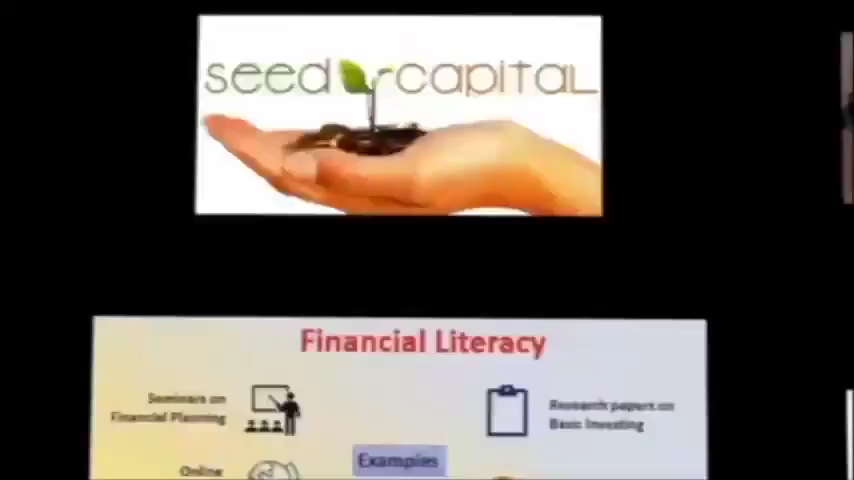 seed capital
Financial Literacy
Seminars on
Financial Planning
Research papers on
Basic Investing
Examples
Online